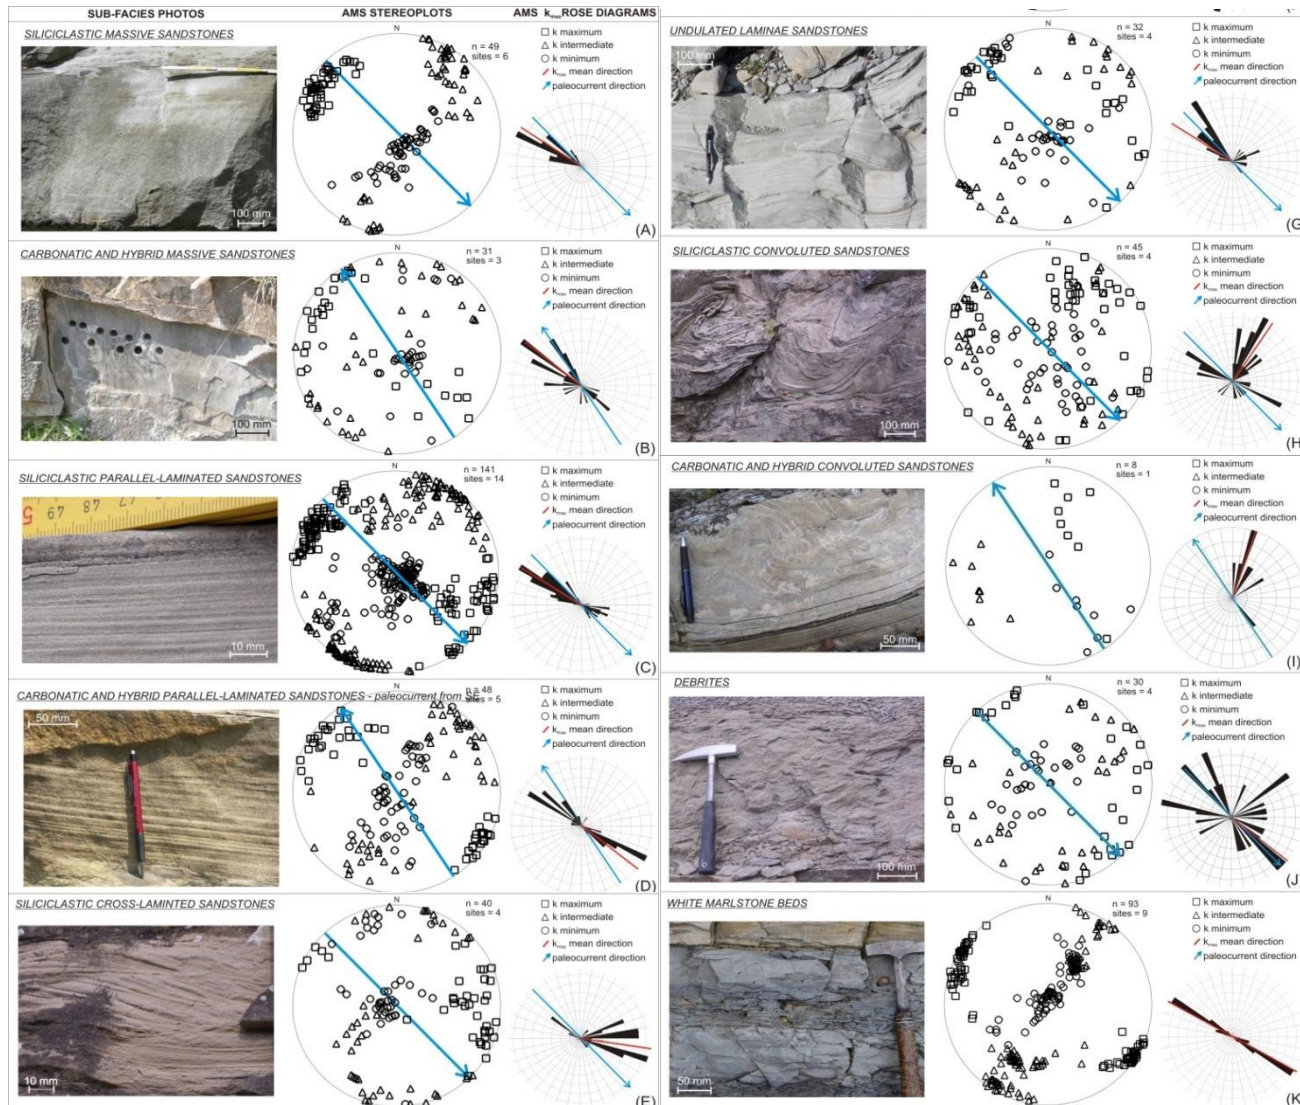 SUB-FACIES PHOTOS
AMS STEREOPLOTS
AMS kmax ROSE DIAGRAMS
SILICICLASTIC MASSIVE SANDSTONES
100 mm
N
n = 49
sites = 6
k maximum
k intermediate
k minimum
kmax mean direction
paleocurrent direction
(A)
CARBONATIC AND HYBRID MASSIVE SANDSTONES
100 mm
N
n = 31
sites = 3
k maximum
k intermediate
k minimum
kmax mean direction
paleocurrent direction
(B)
SILICICLASTIC PARALLEL-LAMINATED SANDSTONES
5 49 48 47
10 mm
N
n = 141
sites = 14
k maximum
k intermediate
k minimum
kmax mean direction
paleocurrent direction
(C)
CARBONATIC AND HYBRID PARALLEL-LAMINATED SANDSTONES - paleocurrent from SE
50 mm
N
n = 48
sites = 5
k maximum
k intermediate
k minimum
kmax mean direction
paleocurrent direction
(D)
SILICICLASTIC CROSS-LAMINTED SANDSTONES
10 mm
N
n = 40
sites = 4
k maximum
k intermediate
k minimum
kmax mean direction
paleocurrent direction
(E)
UNDULATED LAMINAE SANDSTONES
100 mm
N
n = 32
sites = 4
k maximum
k intermediate
k minimum
kmax mean direction
paleocurrent direction
(G)
SILICICLASTIC CONVOLUTED SANDSTONES
100 mm
N
n = 45
sites = 4
k maximum
k intermediate
k minimum
kmax mean direction
paleocurrent direction
(H)
CARBONATIC AND HYBRID CONVOLUTED SANDSTONES
50 mm
N
n = 8
sites = 1
k maximum
k intermediate
k minimum
kmax mean direction
paleocurrent direction
(I)
DEBRITES
100 mm
N
n = 30
sites = 4
k maximum
k intermediate
k minimum
kmax mean direction
paleocurrent direction
(J)
WHITE MARLSTONE BEDS
50 mm
N
n = 93
sites = 9
k maximum
k intermediate
k minimum
kmax mean direction
paleocurrent direction
(K)